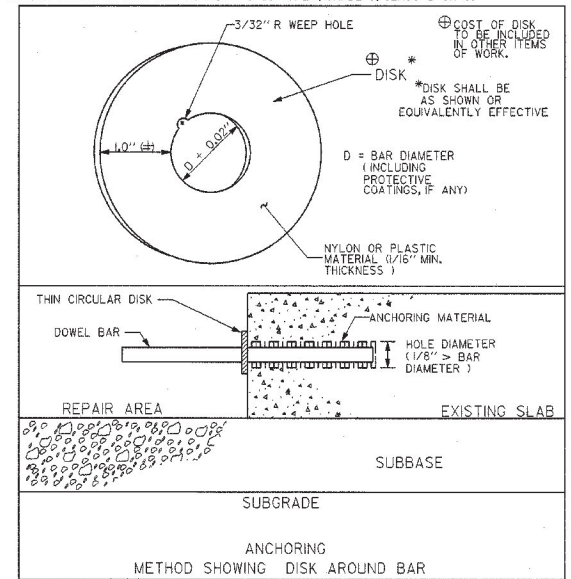 3/32" R WEEP HOLE
⊕ COST OF DISK
TO BE INCLUDED
IN OTHER ITEMS
OF WORK.
⊕ *
DISK
*DISK SHALL BE
AS SHOWN OR
EQUIVALENTLY EFFECTIVE
1.0" (±)
D + 0.02"
D = BAR DIAMETER
(INCLUDING
PROTECTIVE
COATINGS, IF ANY)
NYLON OR PLASTIC
MATERIAL (1/16" MIN.
THICKNESS )
THIN CIRCULAR DISK
ANCHORING MATERIAL
DOWEL BAR
HOLE DIAMETER
( 1/8" > BAR
DIAMETER )
REPAIR AREA
EXISTING SLAB
SUBBASE
SUBGRADE
ANCHORING
METHOD SHOWING DISK AROUND BAR